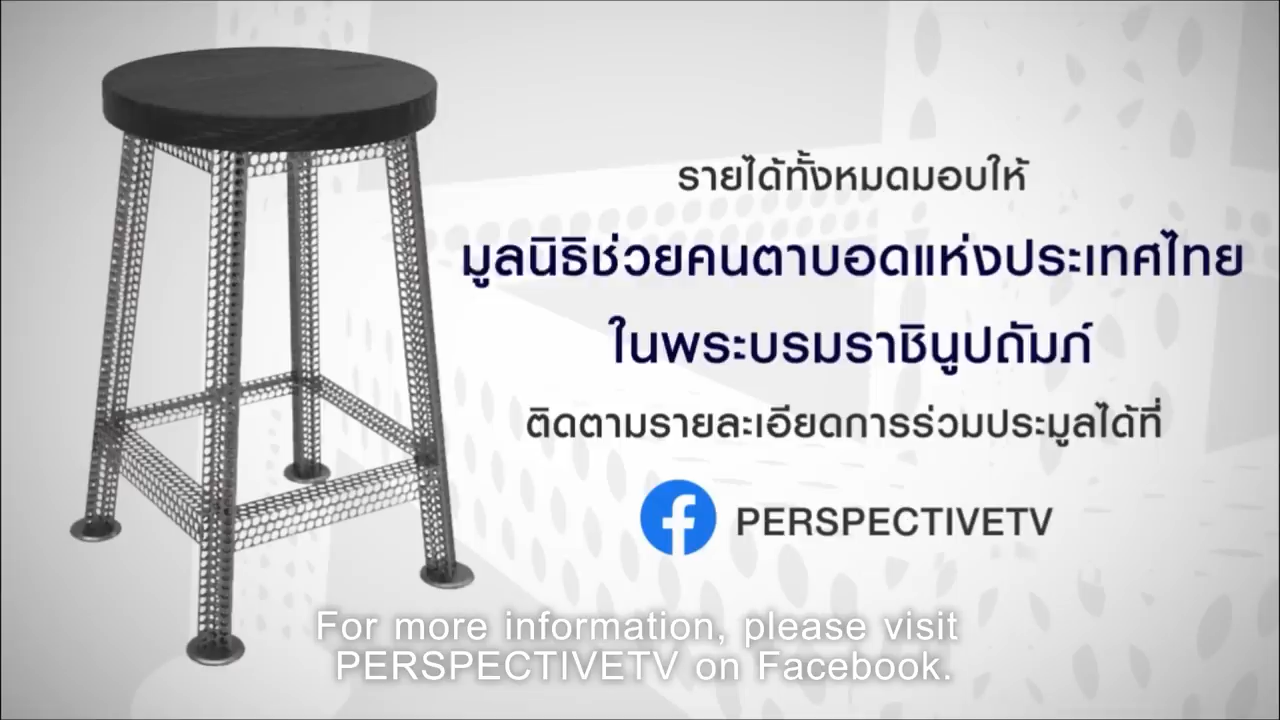 รายได้ทั้งหมดมอบให้
มูลนิธิช่วยคนตาบอดแห่งประเทศไทย
ในพระบรมราชินูปถัมภ์
ติดตามรายละเอียดการร่วมประมูลได้ที่
PERSPECTIVETV
For more information, please visit
PERSPECTIVETV on Facebook.